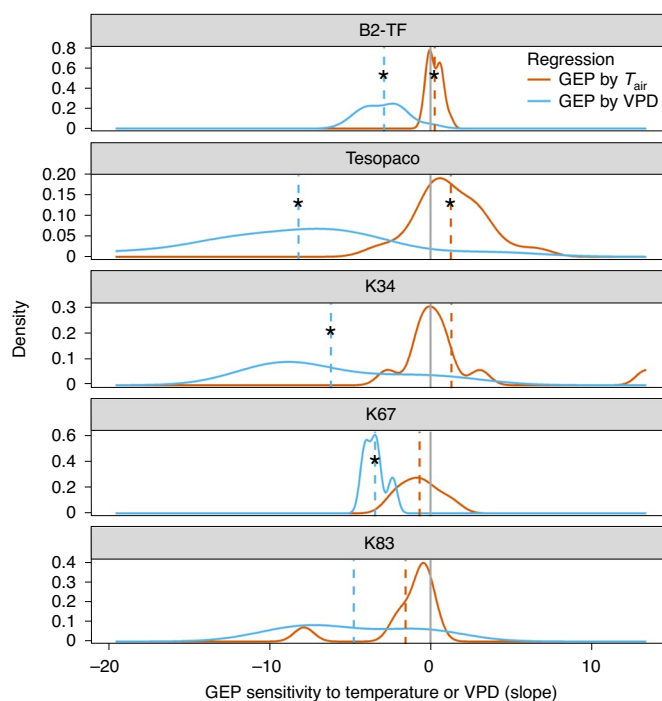 B2-TF
0.8
0.6
0.4
0.2
0
*
*
Regression
GEP by Tair
GEP by VPD
Tesopaco
0.20
0.15
0.10
0.05
0
*
*
K34
0.3
0.2
0.1
0
*
Density
K67
0.6
0.4
0.2
0
*
K83
0.4
0.3
0.2
0.1
0
−20 −10 0 10
GEP sensitivity to temperature or VPD (slope)